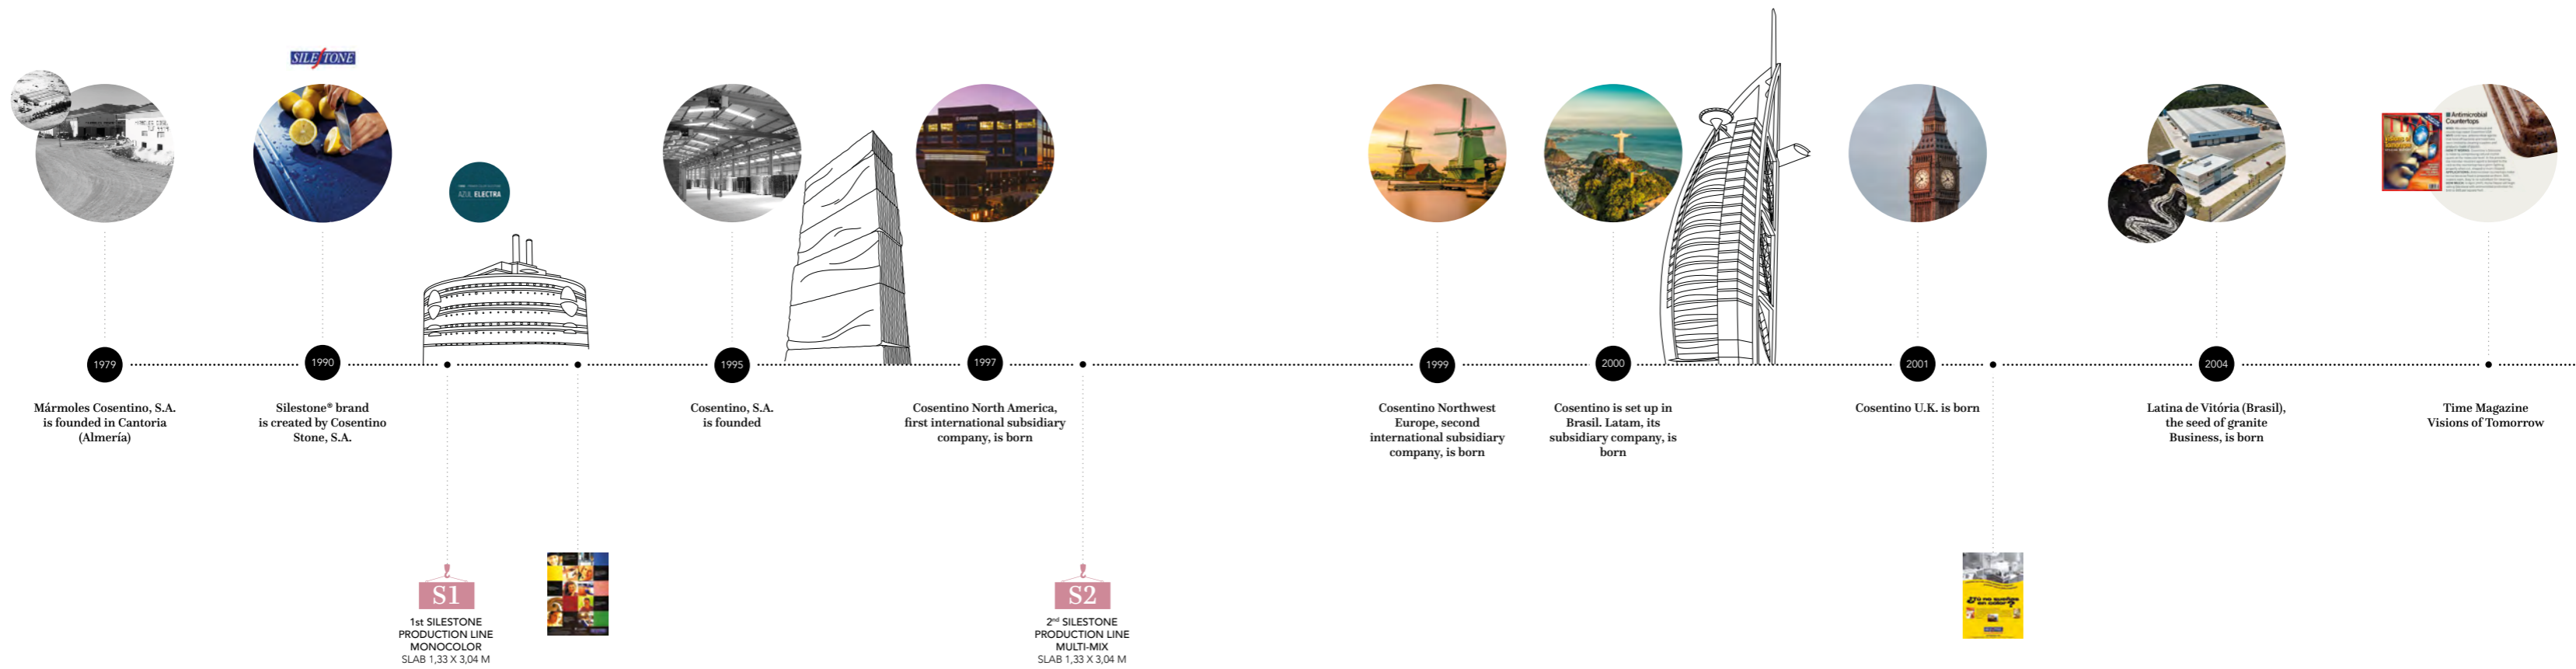 SILESTONE
AZUL ELECTRA
Antimicrobial
Countertops
1979
1990
1995
1997
1999
2000
2001
2004
Mármoles Cosentino, S.A.
is founded in Cantoria
(Almería)
Silestone® brand
is created by Cosentino
Stone, S.A.
Cosentino, S.A.
is founded
Cosentino North America,
first international subsidiary
company, is born
Cosentino Northwest
Europe, second
international subsidiary
company, is born
Cosentino is set up in
Brasil. Latam, its
subsidiary company, is
born
Cosentino U.K. is born
Latina de Vitória (Brasil),
the seed of granite
Business, is born
Time Magazine
Visions of Tomorrow
S1
1st SILESTONE
PRODUCTION LINE
MONOCOLOR
SLAB 1,33 X 3,04 M
S2
2nd SILESTONE
PRODUCTION LINE
MULTI-MIX
SLAB 1,33 X 3,04 M
¿Tú no sueñas
en color?